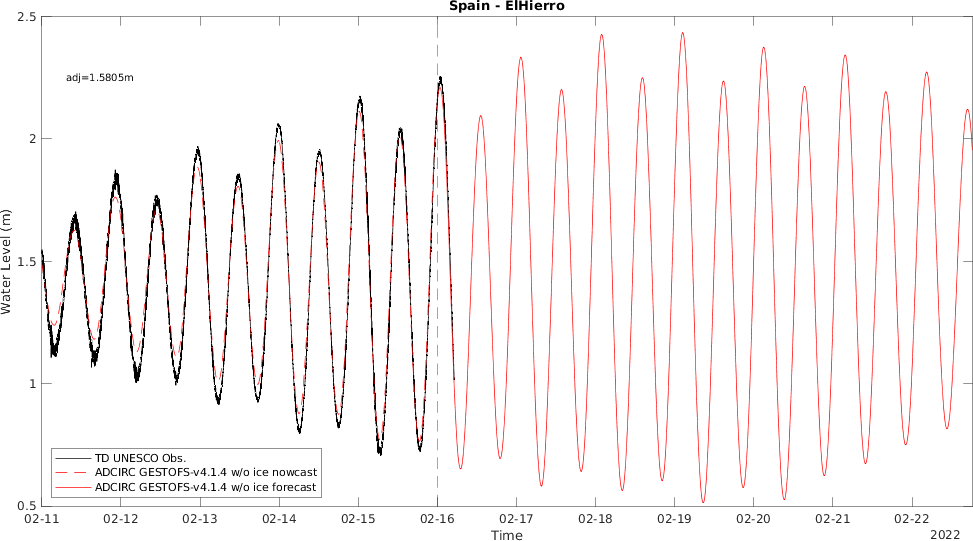 Spain - ElHierro
adj=1.5805m
Water Level (m)
2.5
2
1.5
1
0.5
TD UNESCO Obs.
ADCIRC GESTOFS-v4.1.4 w/o ice nowcast
ADCIRC GESTOFS-v4.1.4 w/o ice forecast
02-11 02-12 02-13 02-14 02-15 02-16 02-17 02-18 02-19 02-20 02-21 02-22
Time
2022